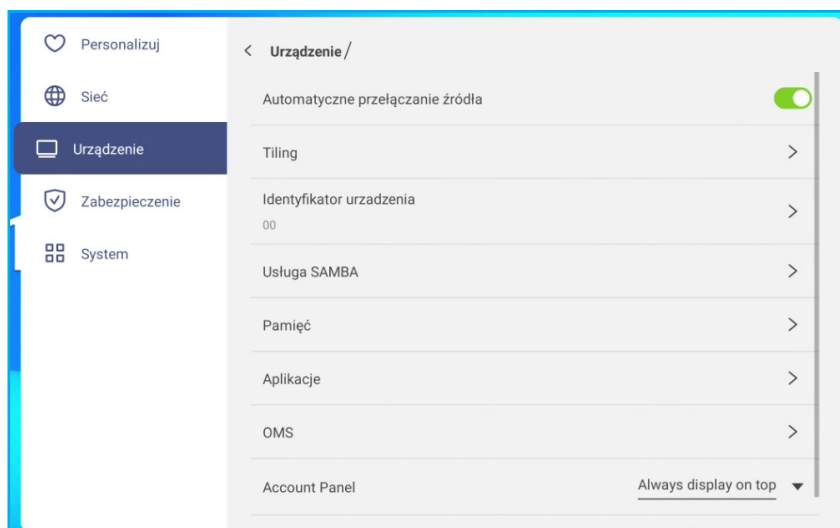 Personalizuj
Sieć
Urządzenie
Zabezpieczenie
System
Urządzenie /
Automatyczne przełączanie źródła
Tiling
Identyfikator urzadzenia
00
Usługa SAMBA
Pamięć
Aplikacje
OMS
Account Panel Always display on top